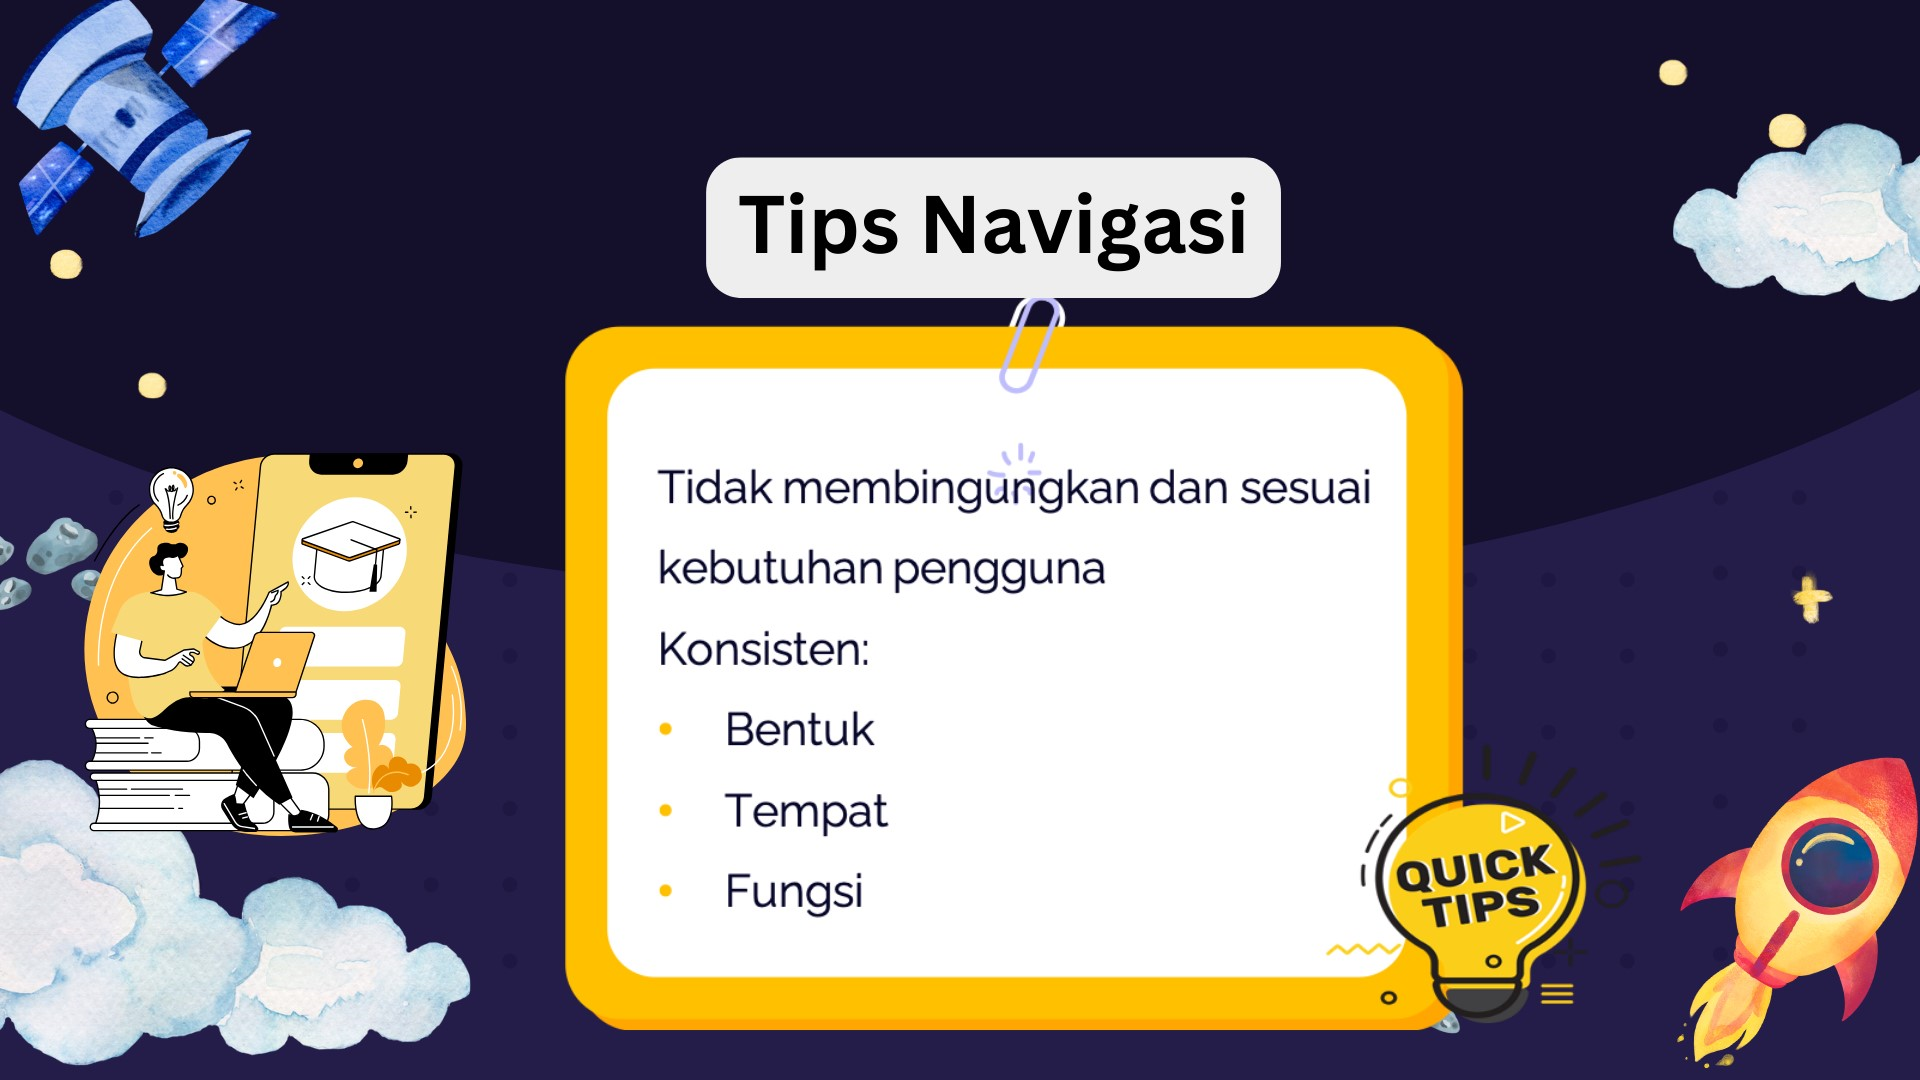 Tips Navigasi
Tidak membingungkan dan sesuai
kebutuhan pengguna
Konsisten:
• Bentuk
• Tempat
• Fungsi
QUICK
TIPS